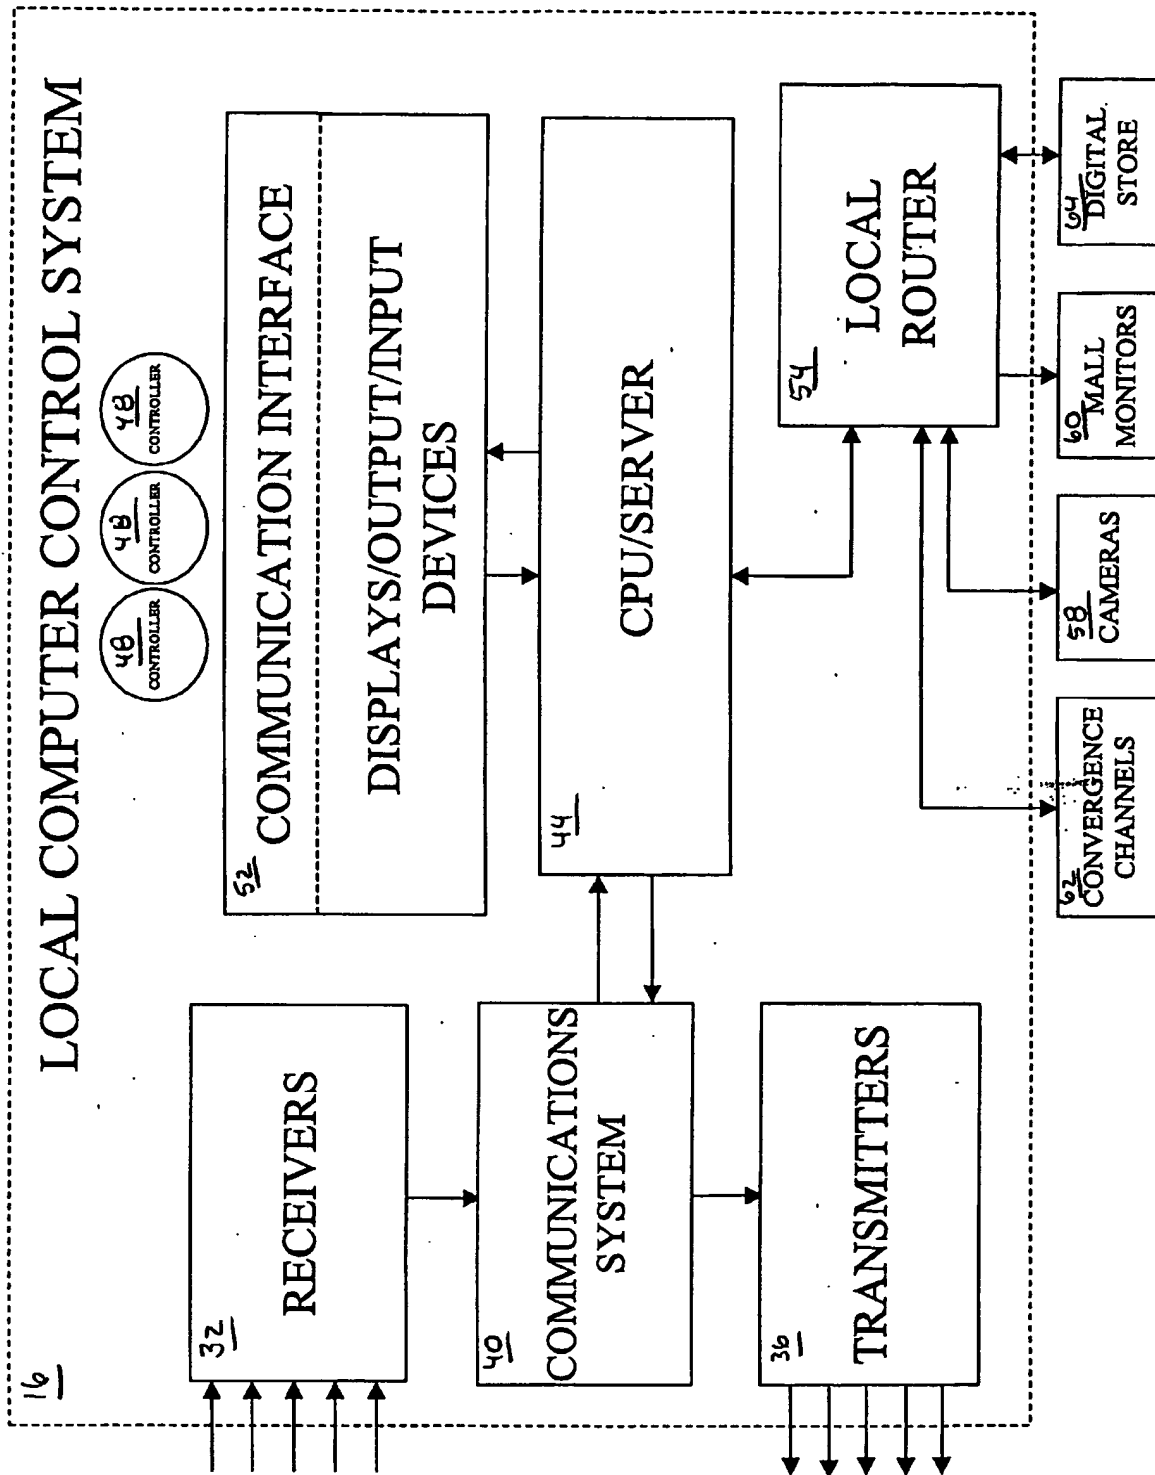 16
LOCAL COMPUTER CONTROL SYSTEM
48
CONTROLLER
48
CONTROLLER
48
CONTROLLER
32
RECEIVERS
52
COMMUNICATION INTERFACE
DISPLAYS/OUTPUT/INPUT
DEVICES
40
COMMUNICATIONS
SYSTEM
44
CPU/SERVER
36
TRANSMITTERS
54
LOCAL
ROUTER
62
CONVERGENCE
CHANNELS
58
CAMERAS
60
MALL
MONITORS
64
DIGITAL
STORE